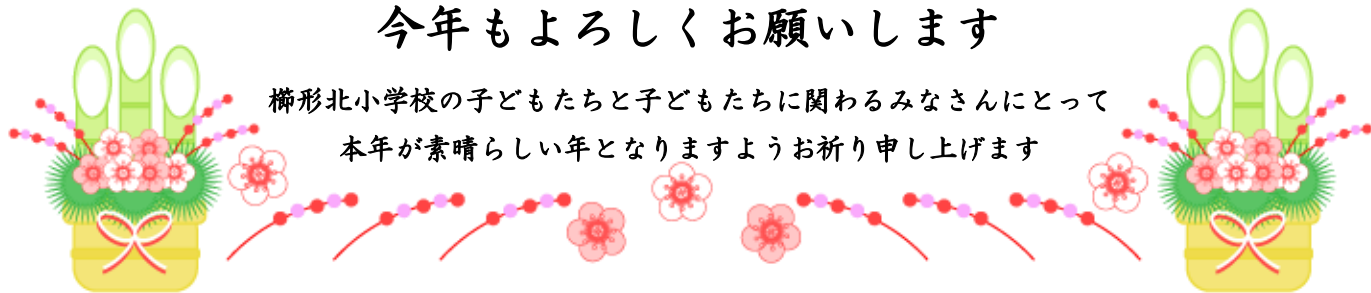 今年もよろしくお願いします
櫛形北小学校の子どもたちと子どもたちに関わるみなさんにとって
本年が素晴らしい年となりますようお祈り申し上げます